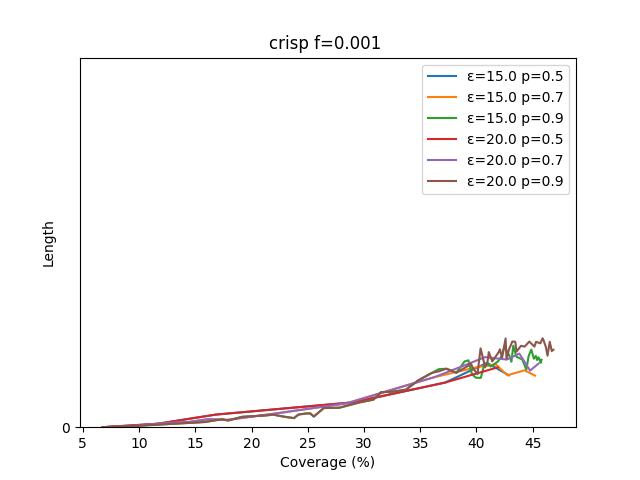 crisp f=0.001
ε=15.0 p=0.5
ε=15.0 p=0.7
ε=15.0 p=0.9
ε=20.0 p=0.5
ε=20.0 p=0.7
ε=20.0 p=0.9
Length
0
5 10 15 20 25 30 35 40 45
Coverage (%)